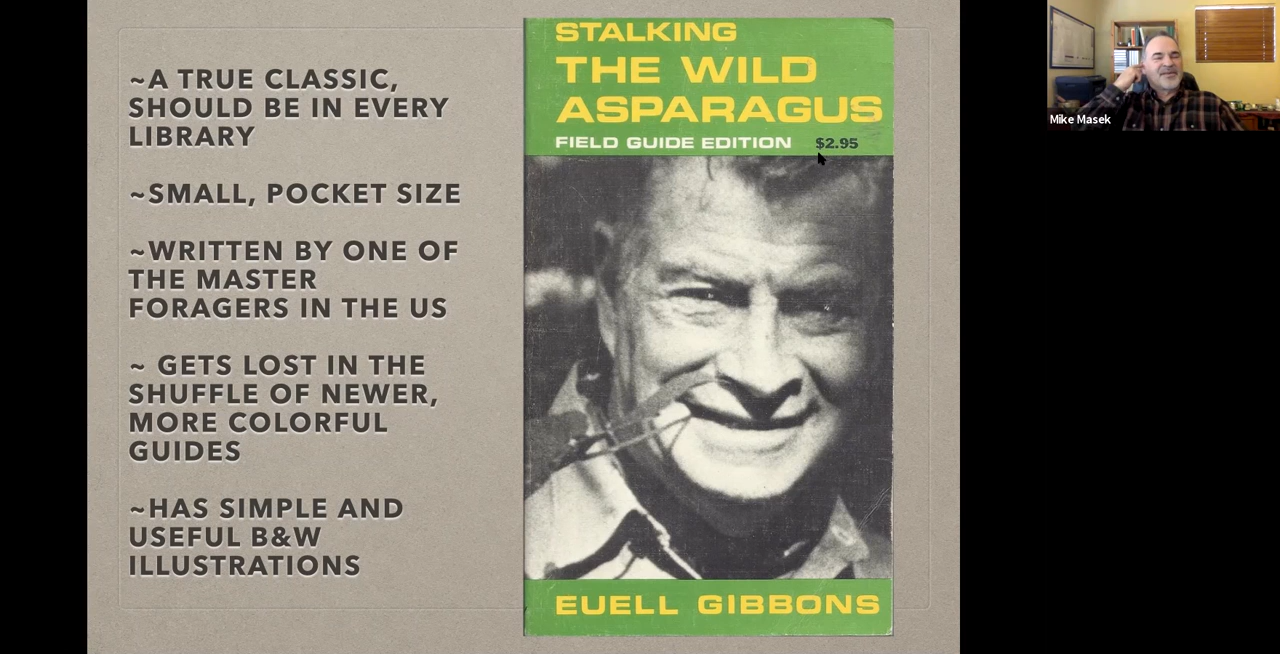 ~A TRUE CLASSIC,
SHOULD BE IN EVERY
LIBRARY
~SMALL, POCKET SIZE
~WRITTEN BY ONE OF
THE MASTER
FORAGERS IN THE US
~ GETS LOST IN THE
SHUFFLE OF NEWER,
MORE COLORFUL
GUIDES
~HAS SIMPLE AND
USEFUL B&W
ILLUSTRATIONS
STALKING
THE WILD
ASPARAGUS
FIELD GUIDE EDITION $2.95
EUELL GIBBONS
Mike Masek